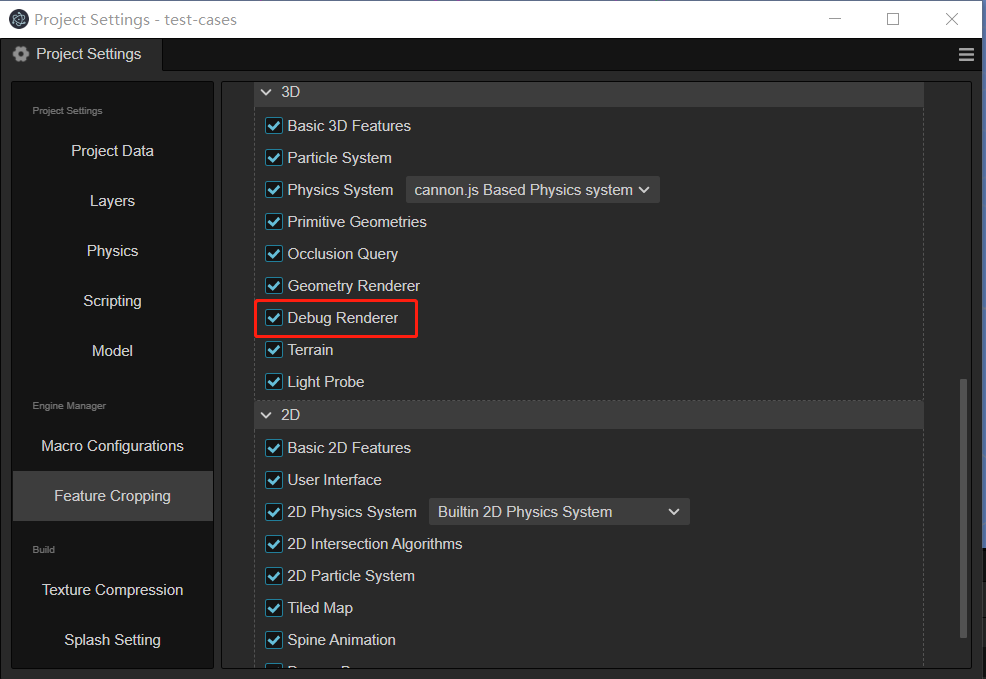 Project Settings - test-cases
Project Settings
Project Settings
Project Data
Layers
Physics
Scripting
Model
Engine Manager
Macro Configurations
Feature Cropping
Build
Texture Compression
Splash Setting
3D
Basic 3D Features
Particle System
Physics System cannon.js Based Physics system
Primitive Geometries
Occlusion Query
Geometry Renderer
Debug Renderer
Terrain
Light Probe
2D
Basic 2D Features
User Interface
2D Physics System Builtin 2D Physics System
2D Intersection Algorithms
2D Particle System
Tiled Map
Spine Animation